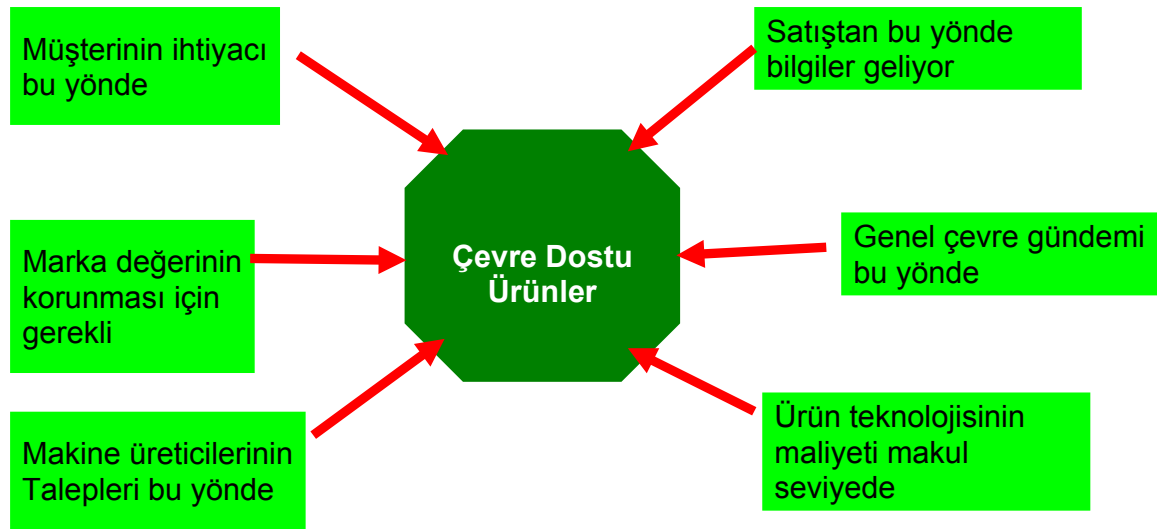 Müşterinin ihtiyacı
bu yönde
Satıştan bu yönde
bilgiler geliyor
Marka değerinin
korunması için
gerekli
Çevre Dostu
Ürünler
Genel çevre gündemi
bu yönde
Makine üreticilerinin
Talepleri bu yönde
Ürün teknolojisinin
maliyeti makul
seviyede